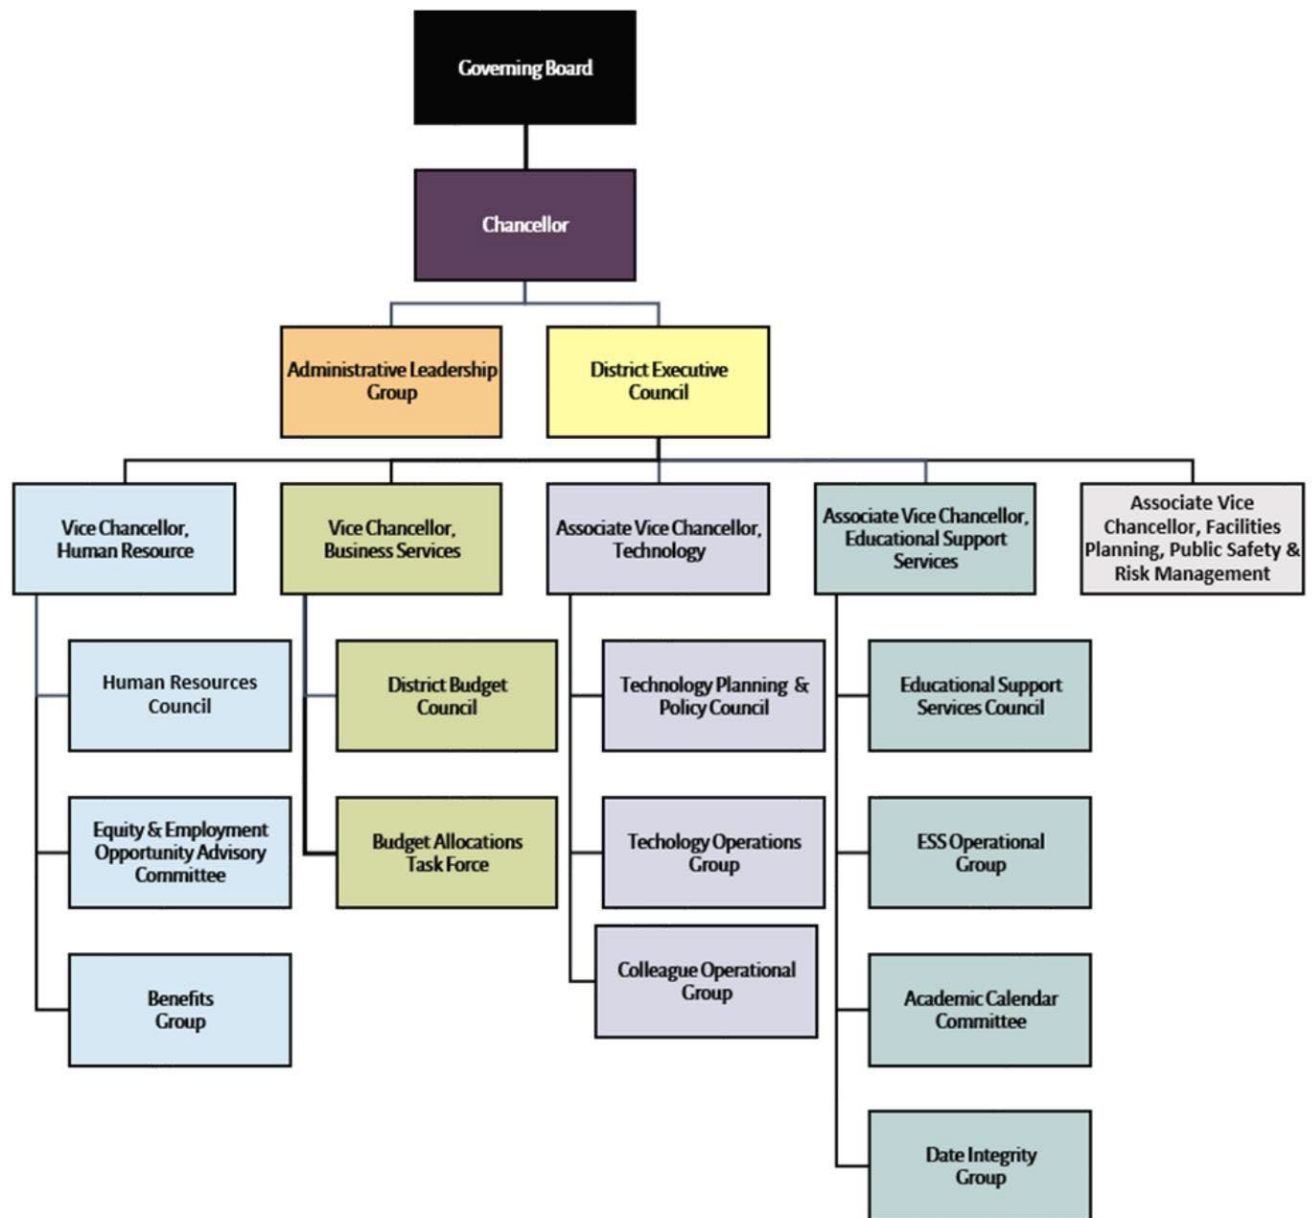 Governing Board
Chancellor
Administrative Leadership
Group
District Executive
Council
Vice Chancellor,
Human Resource
Vice Chancellor,
Business Services
Associate Vice Chancellor,
Technology
Associate Vice Chancellor,
Educational Support
Services
Associate Vice
Chancellor, Facilities
Planning, Public Safety &
Risk Management
Human Resources
Council
District Budget
Council
Technology Planning &
Policy Council
Educational Support
Services Council
Equity & Employment
Opportunity Advisory
Committee
Budget Allocations
Task Force
Techology Operations
Group
ESS Operational
Group
Benefits
Group
Colleague Operational
Group
Academic Calendar
Committee
Date Integrity
Group